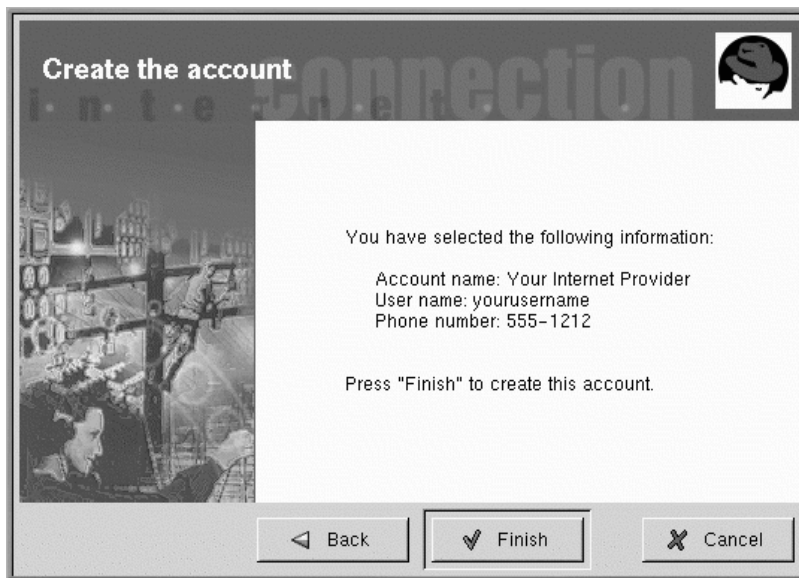 Create the account
internet connection
You have selected the following information:
Account name: Your Internet Provider
User name: yourusername
Phone number: 555-1212
Press "Finish" to create this account.
Back Finish Cancel